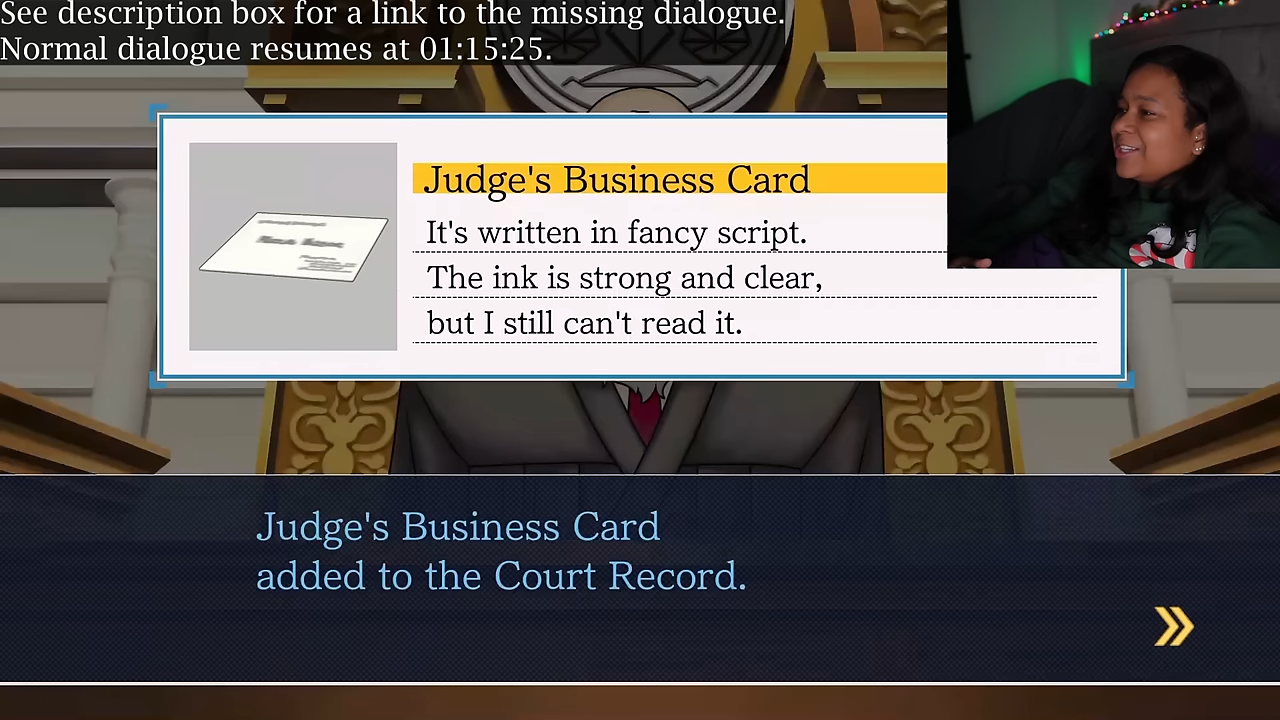 See description box for a link to the missing dialogue.
Normal dialogue resumes at 01:15:25.
Judge's Business Card
It's written in fancy script.
The ink is strong and clear,
but I still can't read it.
Judge's Business Card
added to the Court Record.